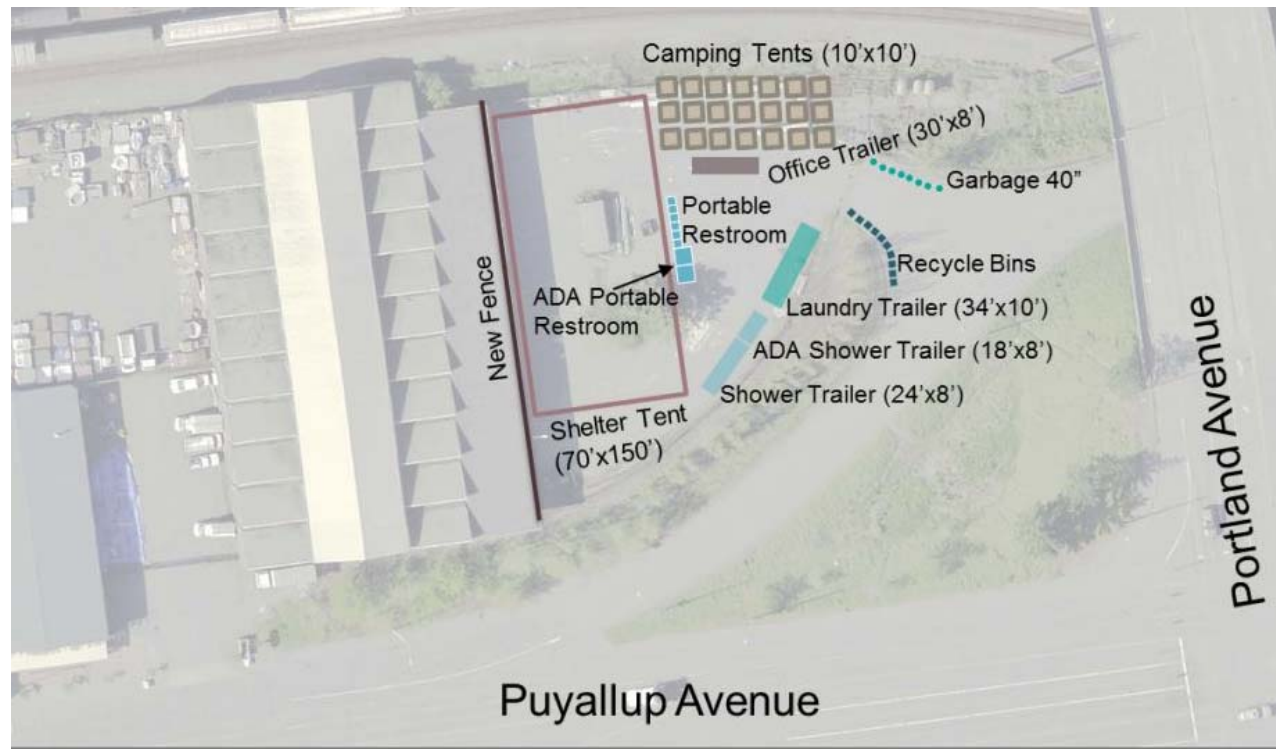 Camping Tents (10'x10')
Office Trailer (30'x8')
Garbage 40"
Portable
Restroom
Recycle Bins
ADA Portable
Restroom
New Fence
Laundry Trailer (34'x10')
ADA Shower Trailer (18'x8')
Shower Trailer (24'x8')
Shelter Tent
(70'x150')
Portland Avenue
Puyallup Avenue